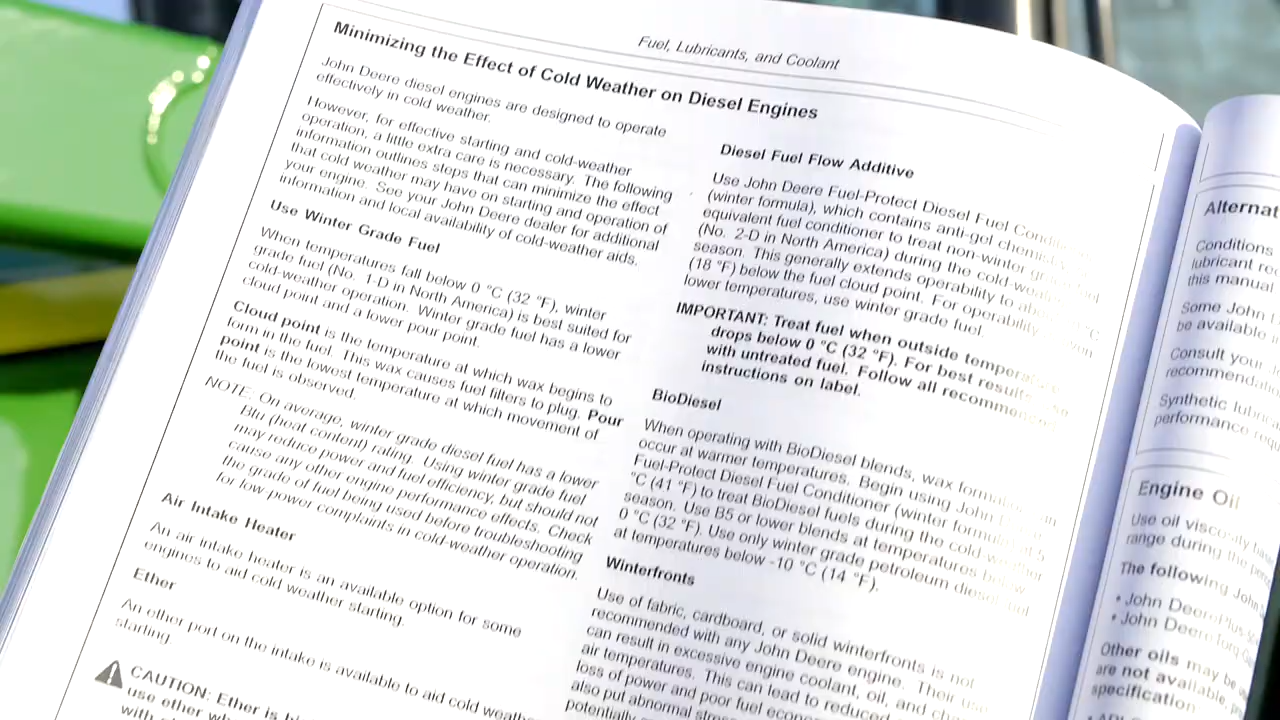 Fuel, Lubricants, and Coolant
Minimizing the Effect of Cold Weather on Diesel Engines
John Deere diesel engines are designed to operate
effectively in cold weather.
However, for effective starting and cold-weather
operation, a little extra care is necessary. The following
information outlines steps that can minimize the effect
that cold weather may have on starting and operation of
your engine. See your John Deere dealer for additional
information and local availability of cold-weather aids.
Use Winter Grade Fuel
When temperatures fall below 0 °C (32 °F), winter
grade fuel (No. 1-D in North America) is best suited for
cold-weather operation. Winter grade fuel has a lower
cloud point and a lower pour point.
Cloud point is the temperature at which wax begins to
form in the fuel. This wax causes fuel filters to plug. Pour
point is the lowest temperature at which movement of
the fuel is observed.
NOTE: On average, winter grade diesel fuel has a lower
Btu (heat content) rating. Using winter grade fuel
may reduce power and fuel efficiency, but should not
cause any other engine performance effects. Check
the grade of fuel being used before troubleshooting
for low power complaints in cold-weather operation.
Air Intake Heater
An air intake heater is an available option for some
engines to aid cold weather starting.
Ether
An ether port on the intake is available to aid cold
starting.
CAUTION: Ether is
use ether
Diesel Fuel Flow Additive
Use John Deere Fuel-Protect Diesel Fuel
(winter formula), which contains anti-gel
equivalent fuel conditioner to treat non-winter
(No. 2-D in North America) during the
season. This generally extends operability to
(18 °F) below the fuel cloud point. For operability
lower temperatures, use winter grade fuel.
IMPORTANT: Treat fuel when outside
drops below 0 °C (32 °F). For best
with untreated fuel. Follow all
instructions on label.
BioDiesel
When operating with BioDiesel blends, wax
occur at warmer temperatures. Begin using John
Fuel-Protect Diesel Fuel Conditioner (winter formula) at 5
°C (41 °F) to treat BioDiesel fuels during the cold weather
season. Use B5 or lower blends at temperatures below
0 °C (32 °F). Use only winter grade petroleum diesel fuel
at temperatures below -10 °C (14 °F).
Winterfronts
Use of fabric, cardboard, or solid winterfronts is not
recommended with any John Deere engine. Their
can result in excessive engine coolant, oil, and
air temperatures. This can lead to reduced
loss of power and poor fuel
also put abnormal
potentially
Conditions
lubricant
this manual
Some John
be available
Consult your
Synthetic
performance
Engine Oil
Use oil viscosity
range during the
The following John
• John Deere
• John Deere
Other oils may be
are not available,
specification